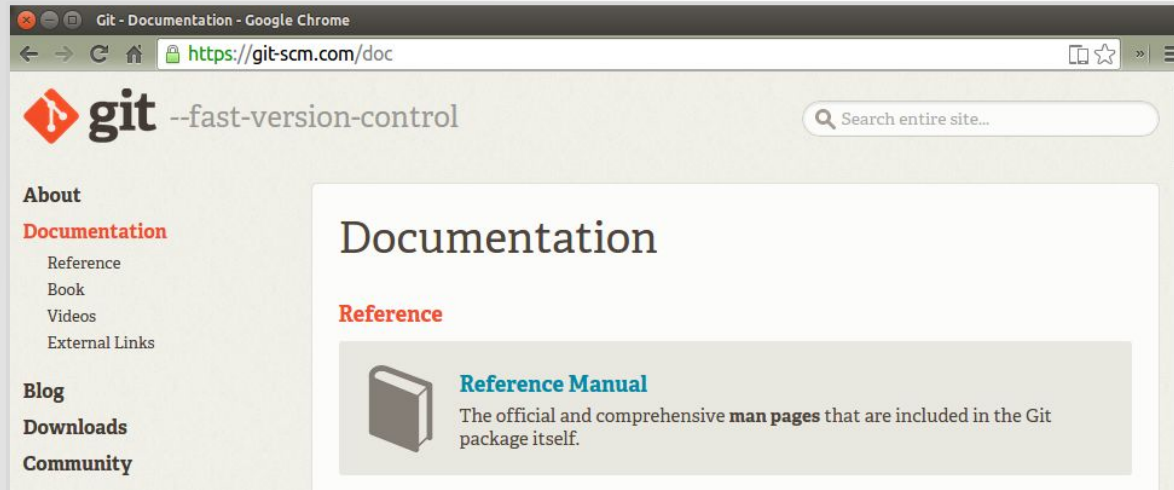 Git - Documentation - Google Chrome
https://git-scm.com/doc
git --fast-version-control
Search entire site...
About
Documentation
Reference
Book
Videos
External Links
Blog
Downloads
Community
Documentation
Reference
Reference Manual
The official and comprehensive man pages that are included in the Git
package itself.